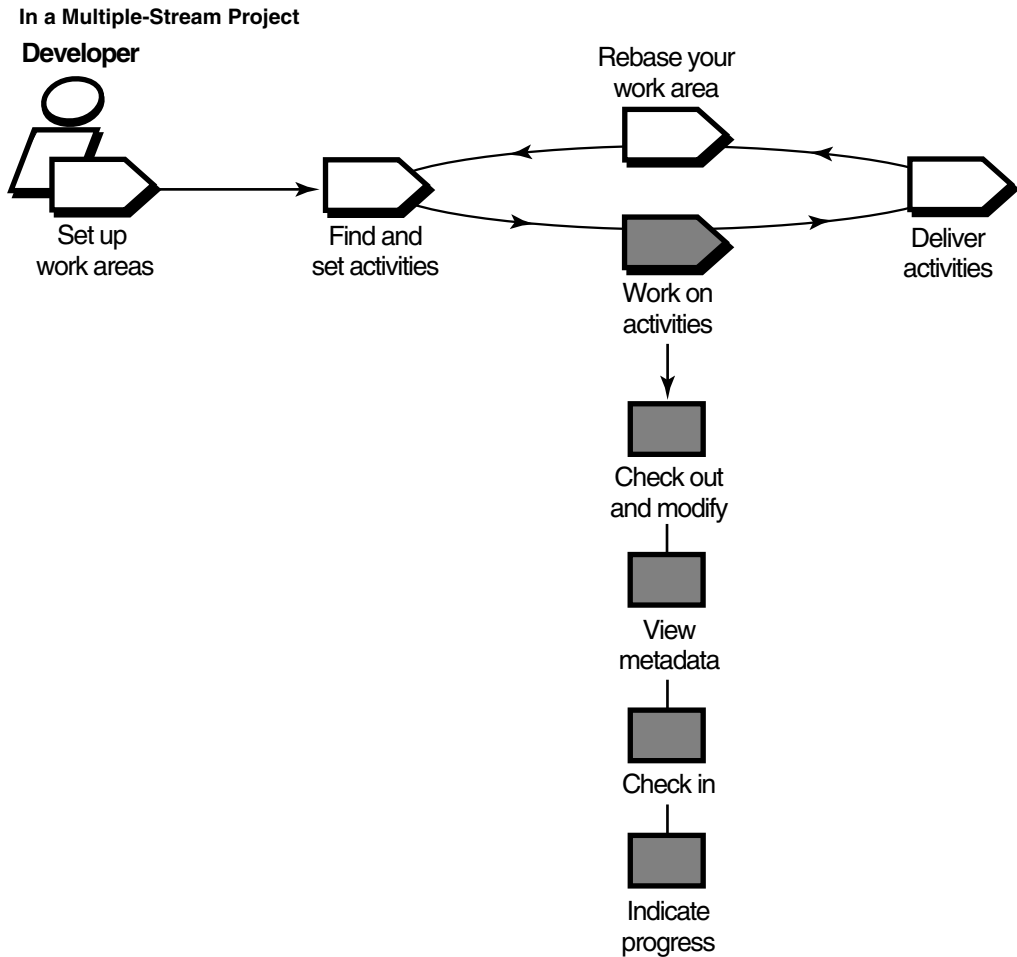 In a Multiple-Stream Project
Developer
Rebase your
work area
Set up
work areas
Find and
set activities
Work on
activities
Deliver
activities
Check out
and modify
View
metadata
Check in
Indicate
progress